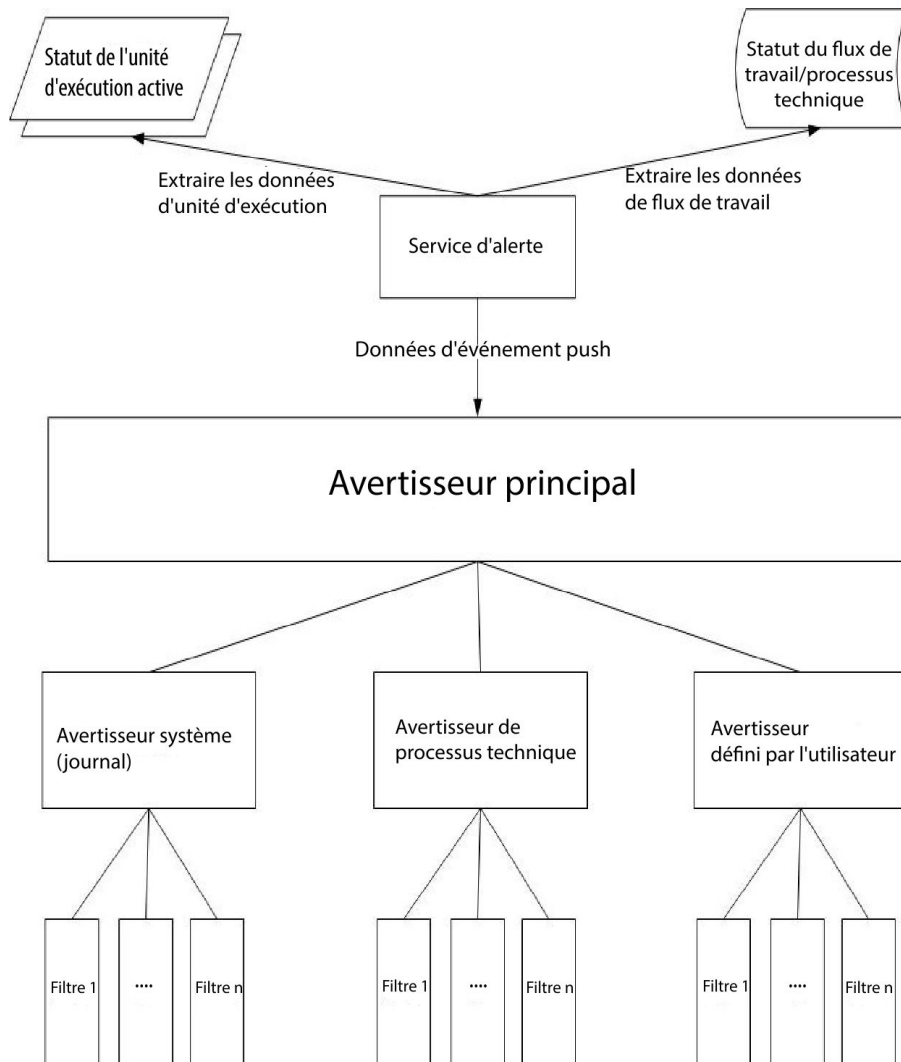 Statut de l'unité
d'exécution active
Statut du flux de
travail/processus
technique
Extraire les données
d'unité d'exécution
Extraire les données
de flux de travail
Service d'alerte
Données d'événement push
Avertisseur principal
Avertisseur système
(journal)
Avertisseur de
processus technique
Avertisseur
défini par l'utilisateur
Filtre 1
....
Filtre n
Filtre 1
....
Filtre n
Filtre 1
....
Filtre n